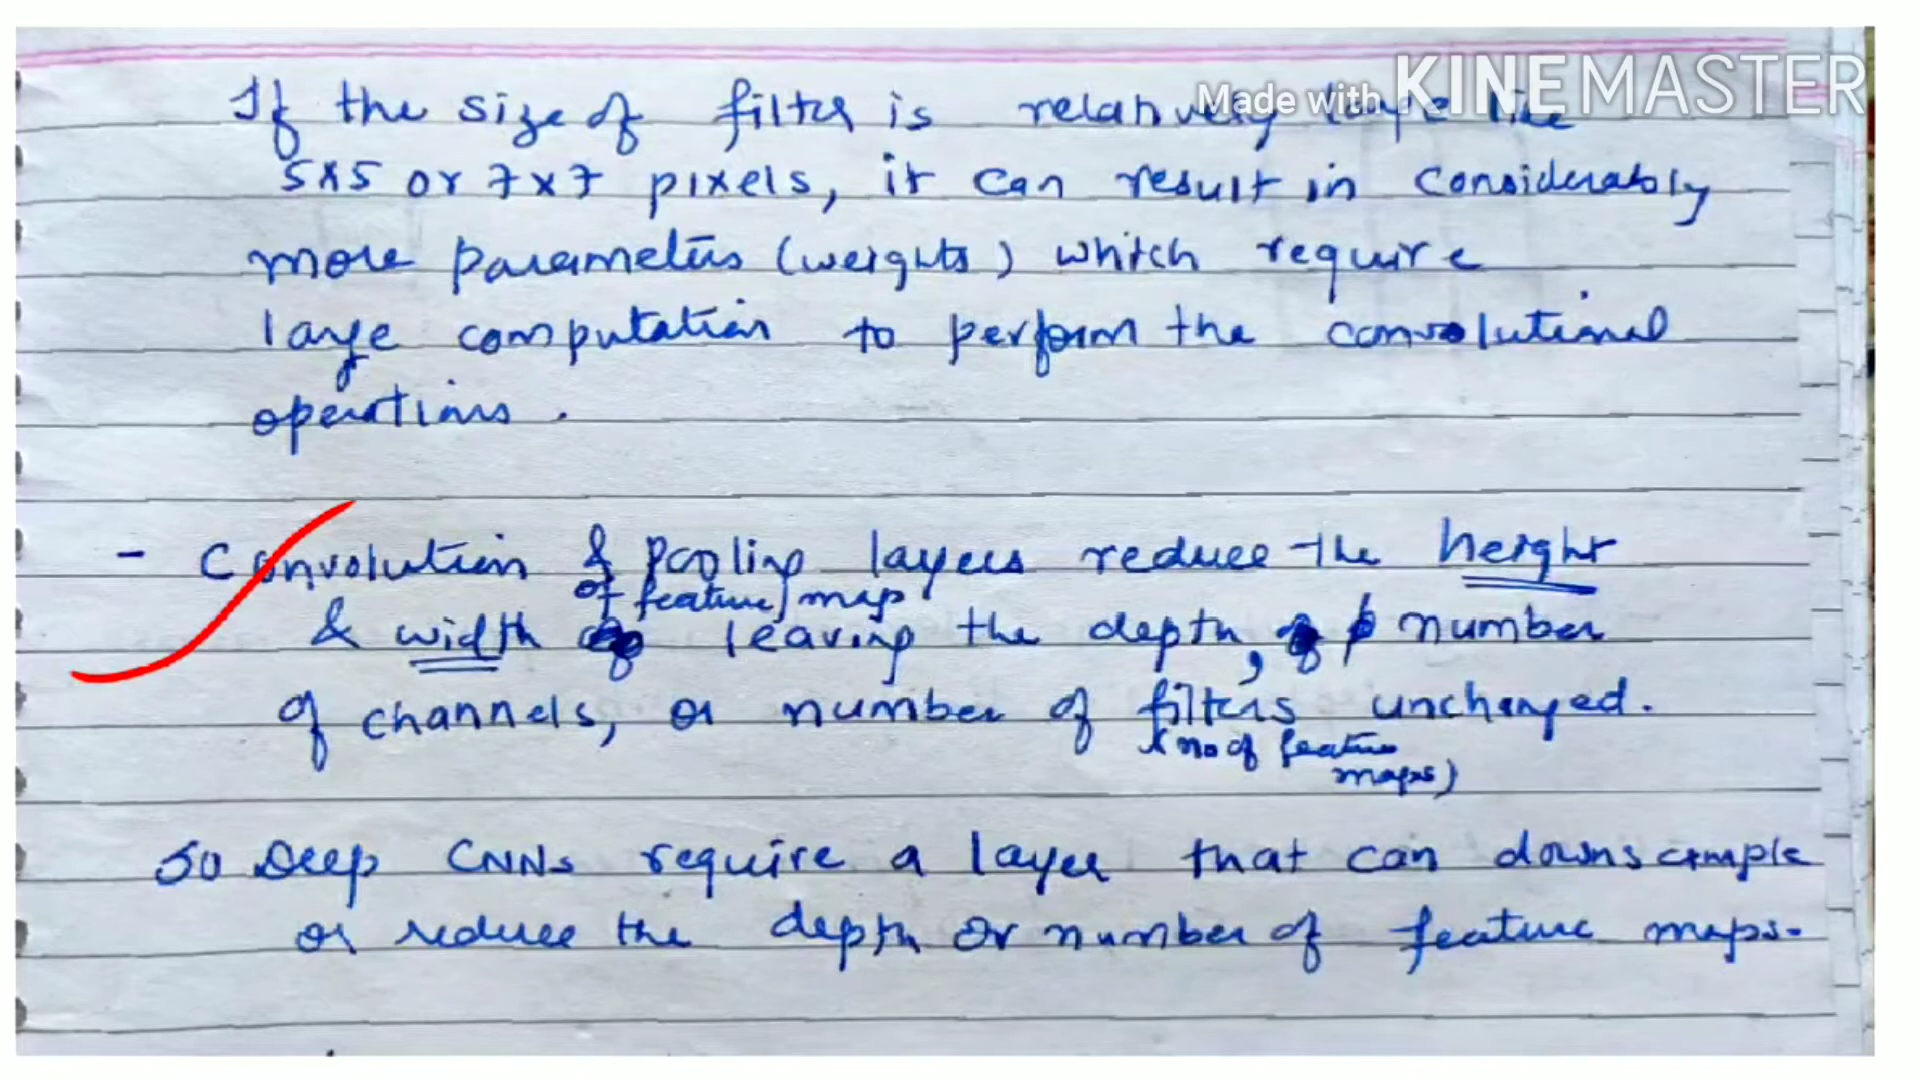 Made with KINEMASTER
If the size of filter is relatively large like
5x5 or 7x7 pixels, it can result in considerably
more parameters (weights) which require
large computation to perform the convolutional
operations.
- Convolution & pooling layers reduce the height
of feature map
& width leaving the depth, number
of channels, or number of filters unchanged.
(no of feature
maps)
So Deep CNNs require a layer that can downsample
or reduce the depth or number of feature maps.